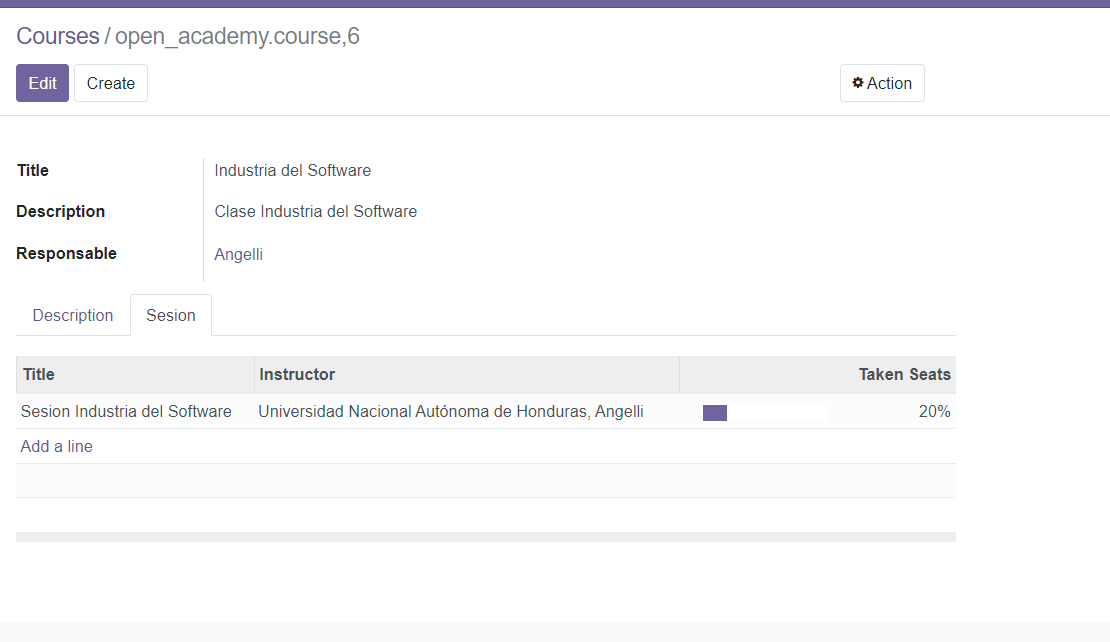 Courses / open_academy.course,6
Edit Create Action
Title Industria del Software
Description Clase Industria del Software
Responsable Angelli
Description Sesion
Title Instructor Taken Seats
Sesion Industria del Software Universidad Nacional Autónoma de Honduras, Angelli 20%
Add a line